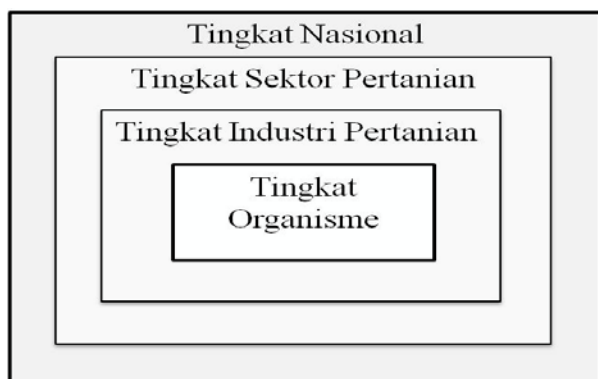 Tingkat Nasional
Tingkat Sektor Pertanian
Tingkat Industri Pertanian
Tingkat
Organisme